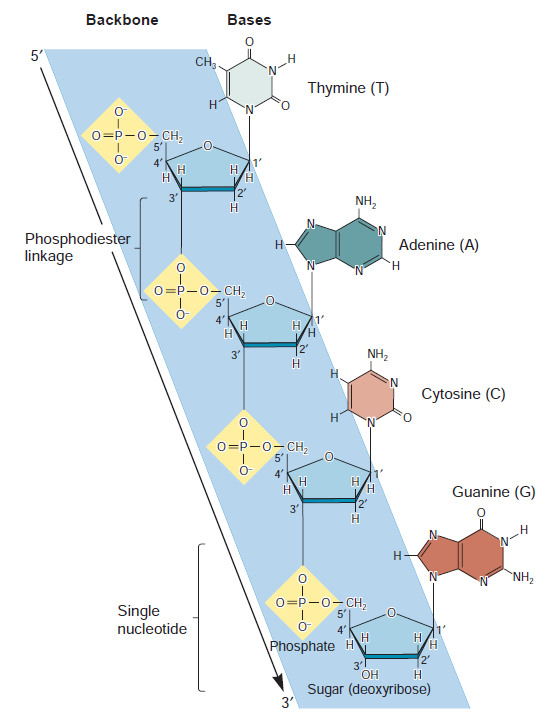 Backbone Bases
5′
O
CH3 N H
Thymine (T)
H N O
O−
O=P–O–CH2
O−
5′ O
4′ H H H H 1′
3′ H 2′
Phosphodiester
linkage
NH2
N N
H
Adenine (A)
N N H
O
O=P–O–CH2
O−
5′ O
4′ H H H H 1′
3′ H 2′
NH2
H N
Cytosine (C)
H N O
O
O=P–O–CH2
O−
5′ O
4′ H H H H 1′
3′ H 2′
Guanine (G)
O
N N H
H
N N NH2
Single
nucleotide
O
O=P–O–CH2
O−
5′ O
Phosphate
4′ H H H H 1′
3′ OH H 2′
Sugar (deoxyribose)
3′